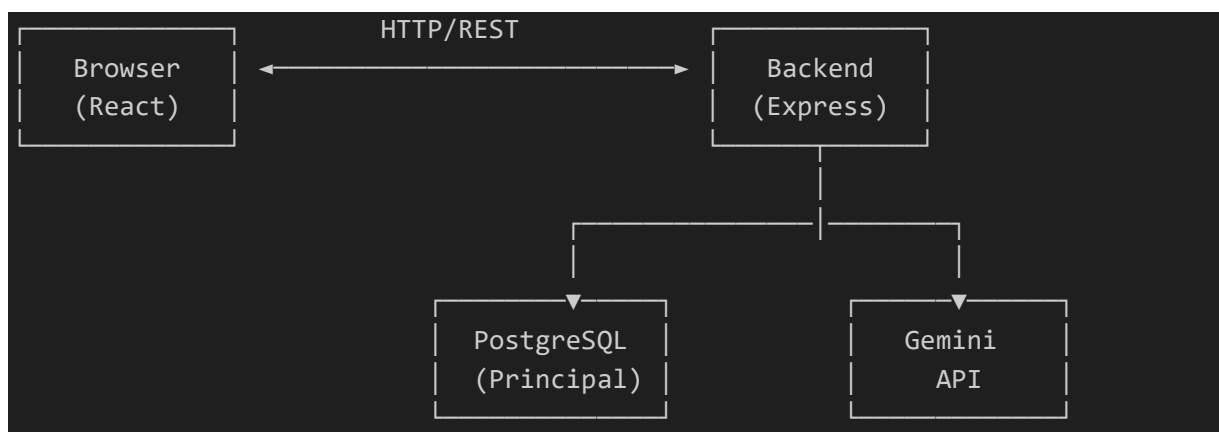 HTTP/REST
Browser
(React)
Backend
(Express)
PostgreSQL
(Principal)
Gemini
API